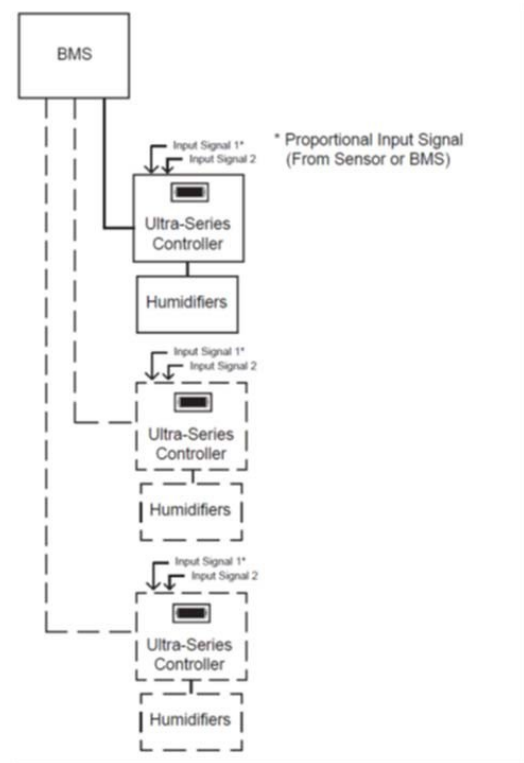 BMS
Input Signal 1*
Input Signal 2
* Proportional Input Signal
(From Sensor or BMS)
Ultra-Series
Controller
Humidifiers
Input Signal 1*
Input Signal 2
Ultra-Series
Controller
Humidifiers
Input Signal 1*
Input Signal 2
Ultra-Series
Controller
Humidifiers